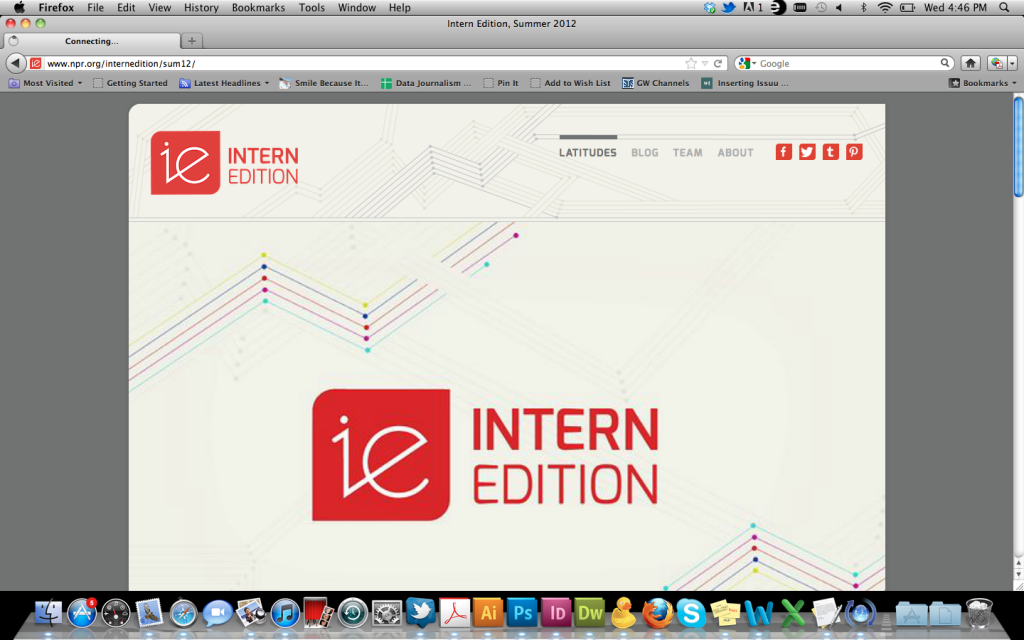 Firefox File Edit View History Bookmarks Tools Window Help 1 Wed 4:46 PM
Intern Edition, Summer 2012
Connecting...
www.npr.org/internedition/sum12/ Google
Most Visited Getting Started Latest Headlines Smile Because It... Data Journalism ... Pin It Add to Wish List GW Channels Inserting Issuu ... Bookmarks
ie INTERN
EDITION
LATITUDES BLOG TEAM ABOUT f t p
ie INTERN
EDITION
5 Ai Ps Id Dw S W X